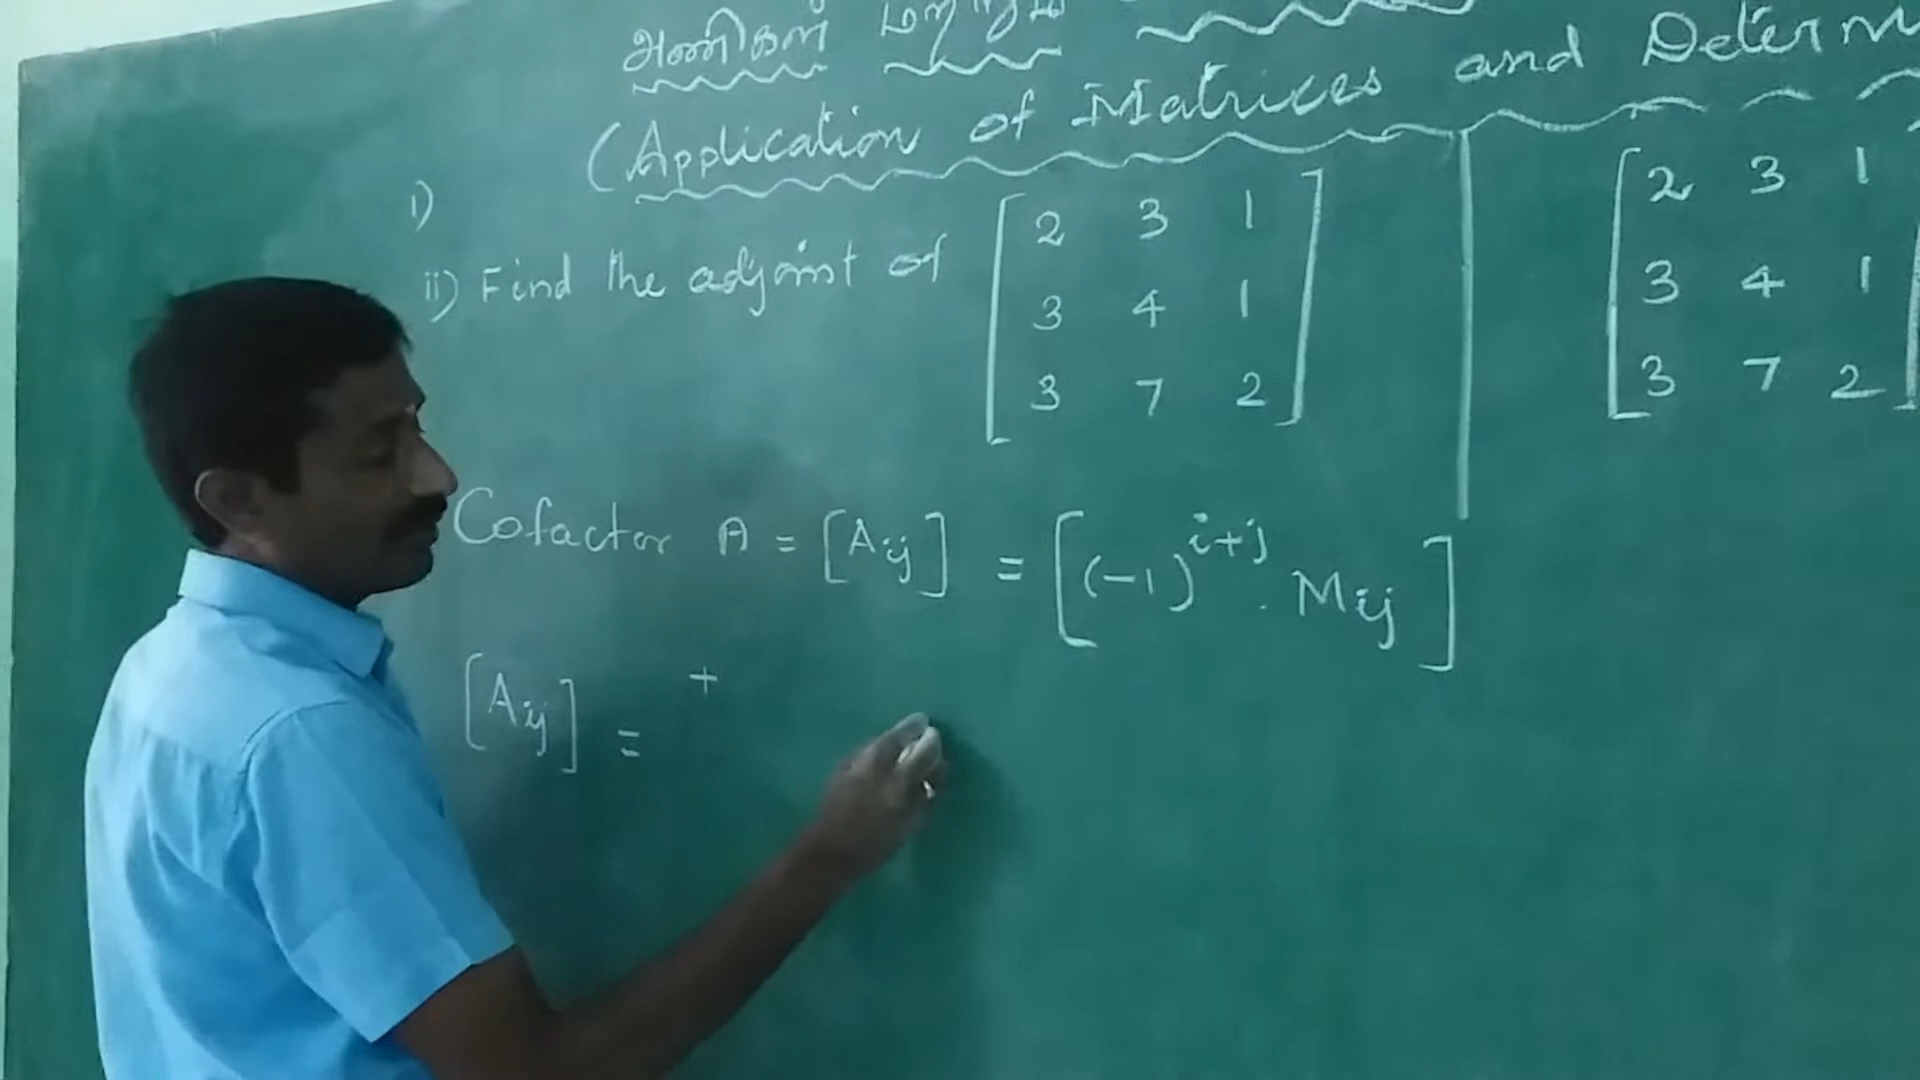 அணிகள் மற்றும்
(Application of Matrices and Determ
i)
ii) Find the adjoint of [ 2 3 1
3 4 1
3 7 2 ]
[ 2 3 1
3 4 1
3 7 2 ]
Cofactor A = [Aij] = [(-1)^{i+j} . Mij]
[Aij] = +